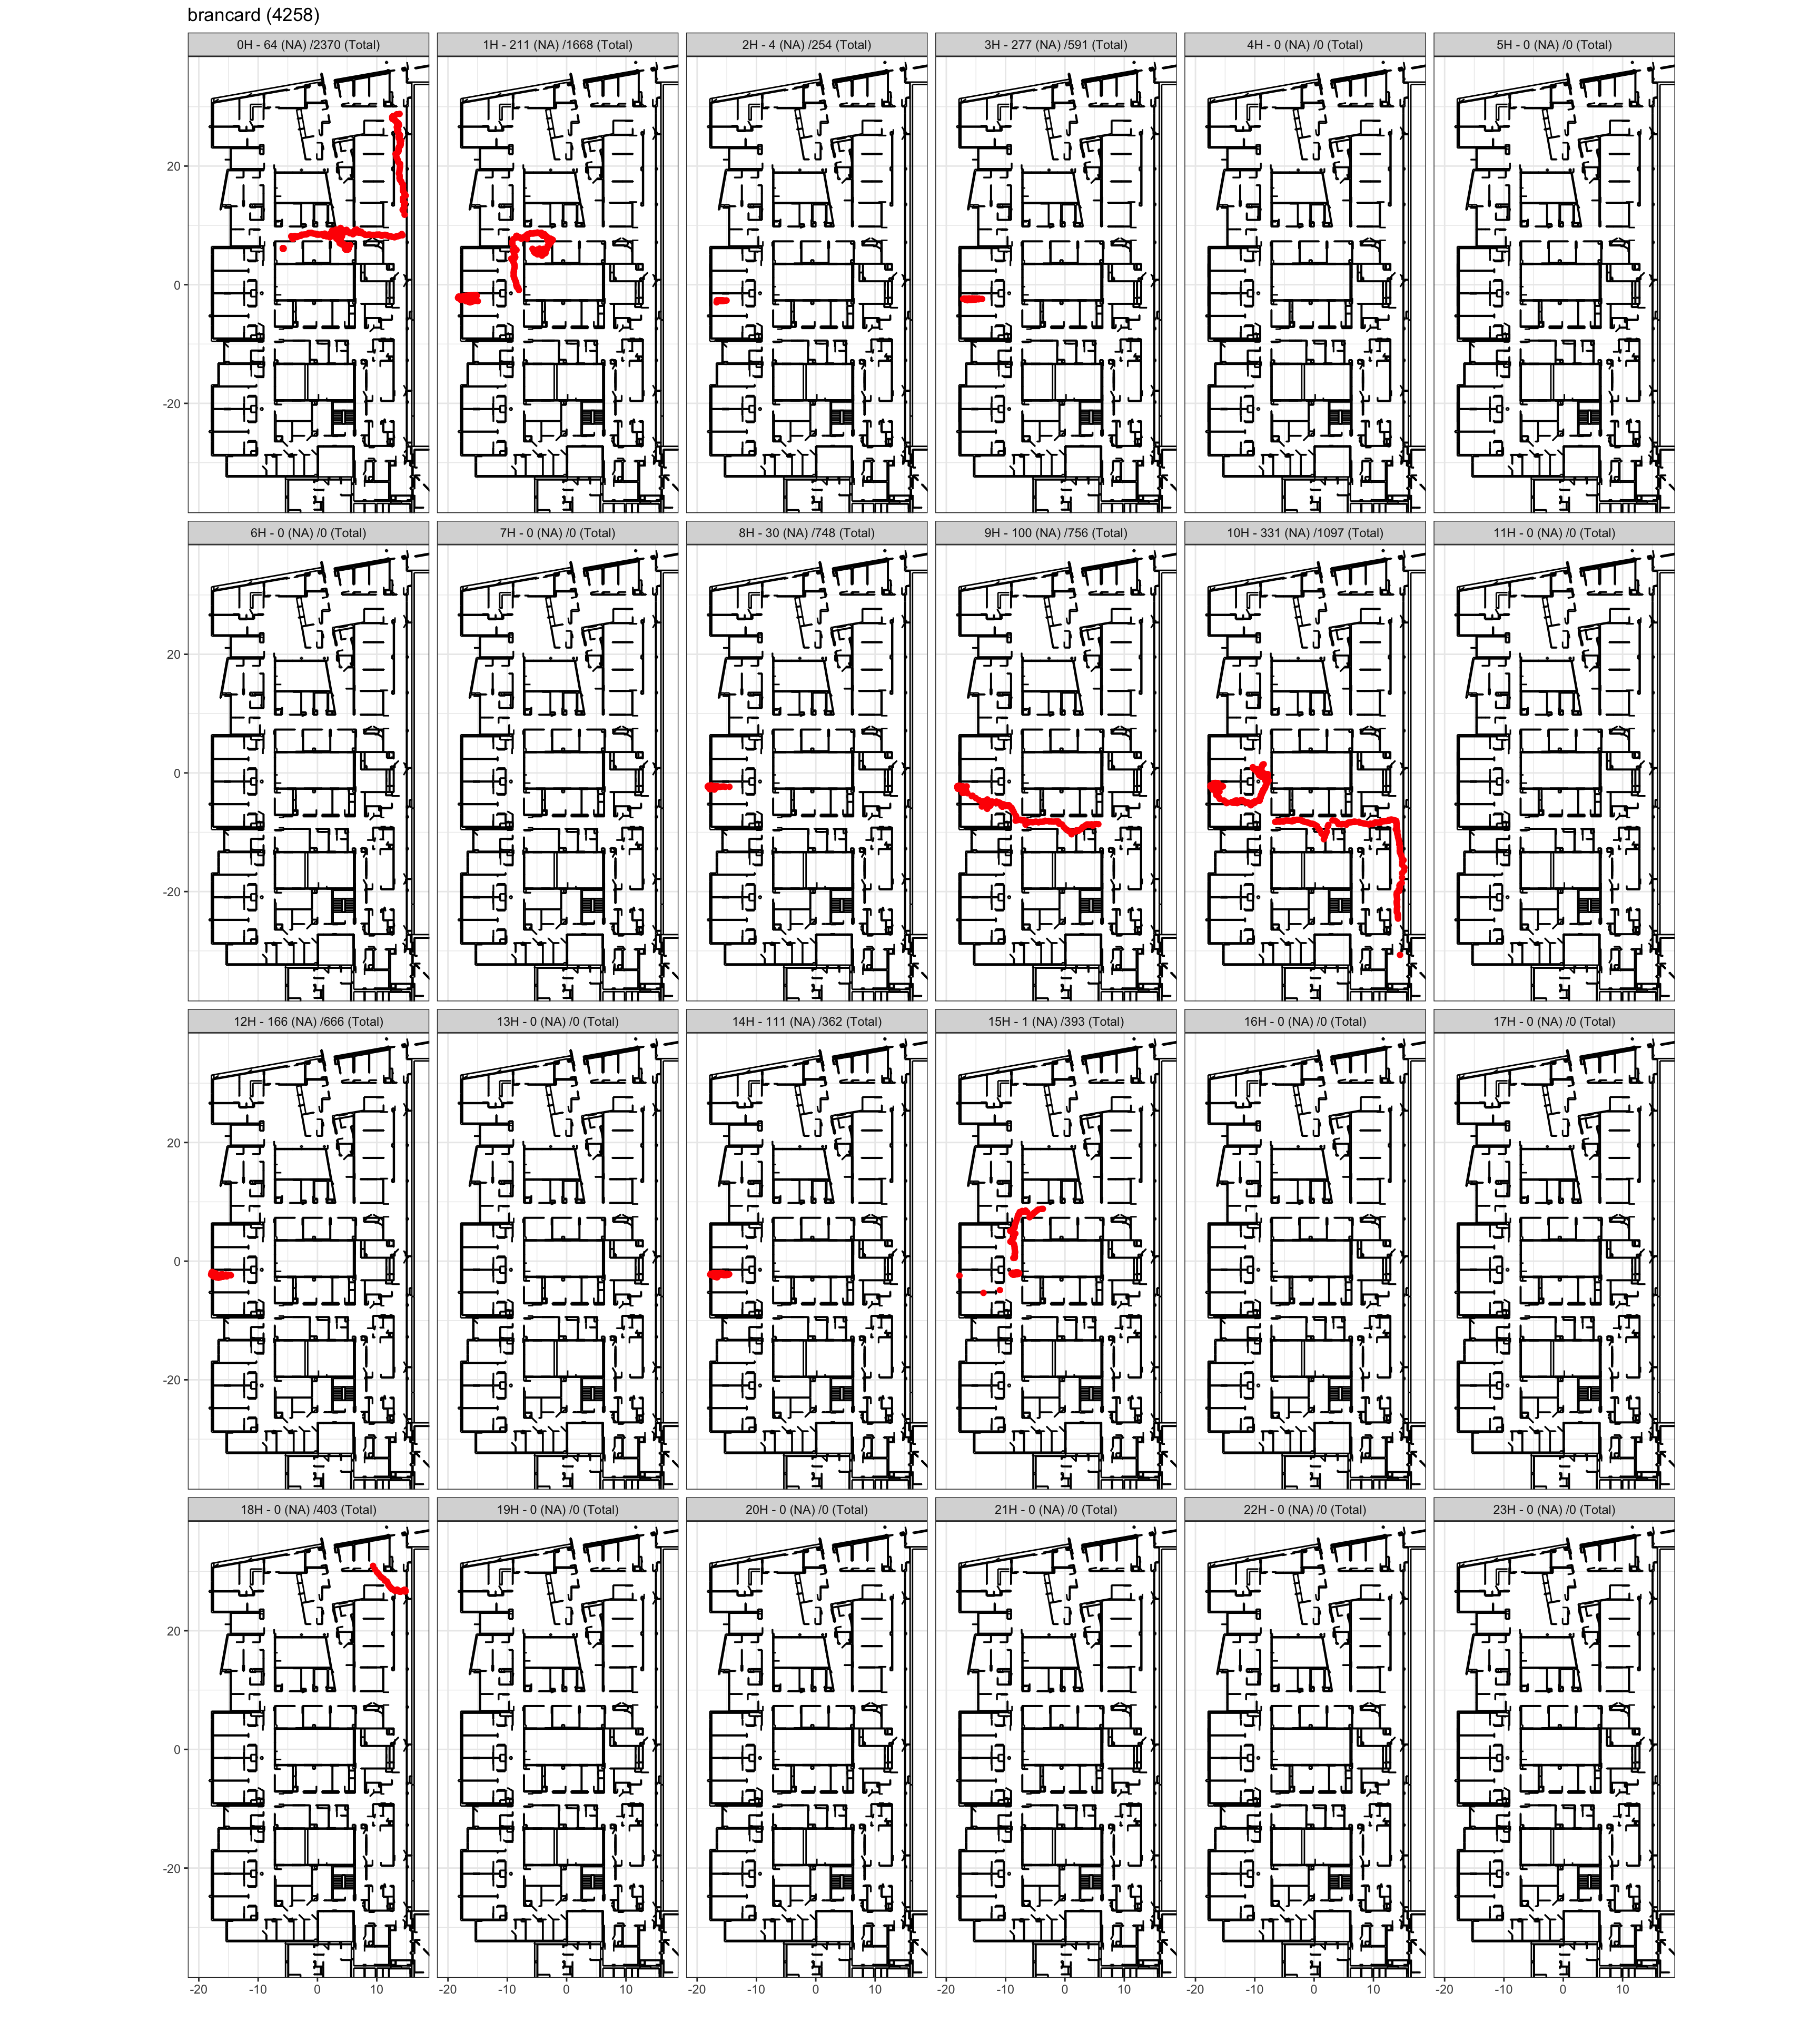 brancard (4258)
0H - 64 (NA) /2370 (Total) 1H - 211 (NA) /1668 (Total) 2H - 4 (NA) /254 (Total) 3H - 277 (NA) /591 (Total) 4H - 0 (NA) /0 (Total) 5H - 0 (NA) /0 (Total)
20
0
-20
6H - 0 (NA) /0 (Total) 7H - 0 (NA) /0 (Total) 8H - 30 (NA) /748 (Total) 9H - 100 (NA) /756 (Total) 10H - 331 (NA) /1097 (Total) 11H - 0 (NA) /0 (Total)
20
0
-20
12H - 166 (NA) /666 (Total) 13H - 0 (NA) /0 (Total) 14H - 111 (NA) /362 (Total) 15H - 1 (NA) /393 (Total) 16H - 0 (NA) /0 (Total) 17H - 0 (NA) /0 (Total)
20
0
-20
18H - 0 (NA) /403 (Total) 19H - 0 (NA) /0 (Total) 20H - 0 (NA) /0 (Total) 21H - 0 (NA) /0 (Total) 22H - 0 (NA) /0 (Total) 23H - 0 (NA) /0 (Total)
20
0
-20
-20 -10 0 10 -20 -10 0 10 -20 -10 0 10 -20 -10 0 10 -20 -10 0 10 -20 -10 0 10